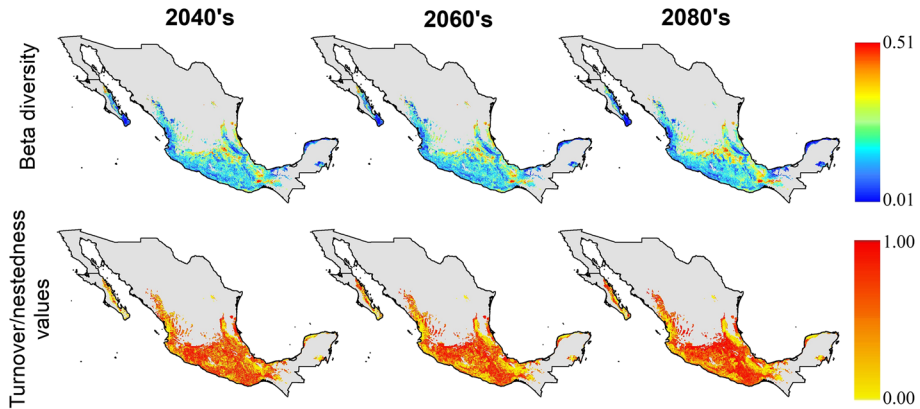 2040's 2060's 2080's
Beta diversity
0.51
0.01
Turnover/nestedness
values
1.00
0.00